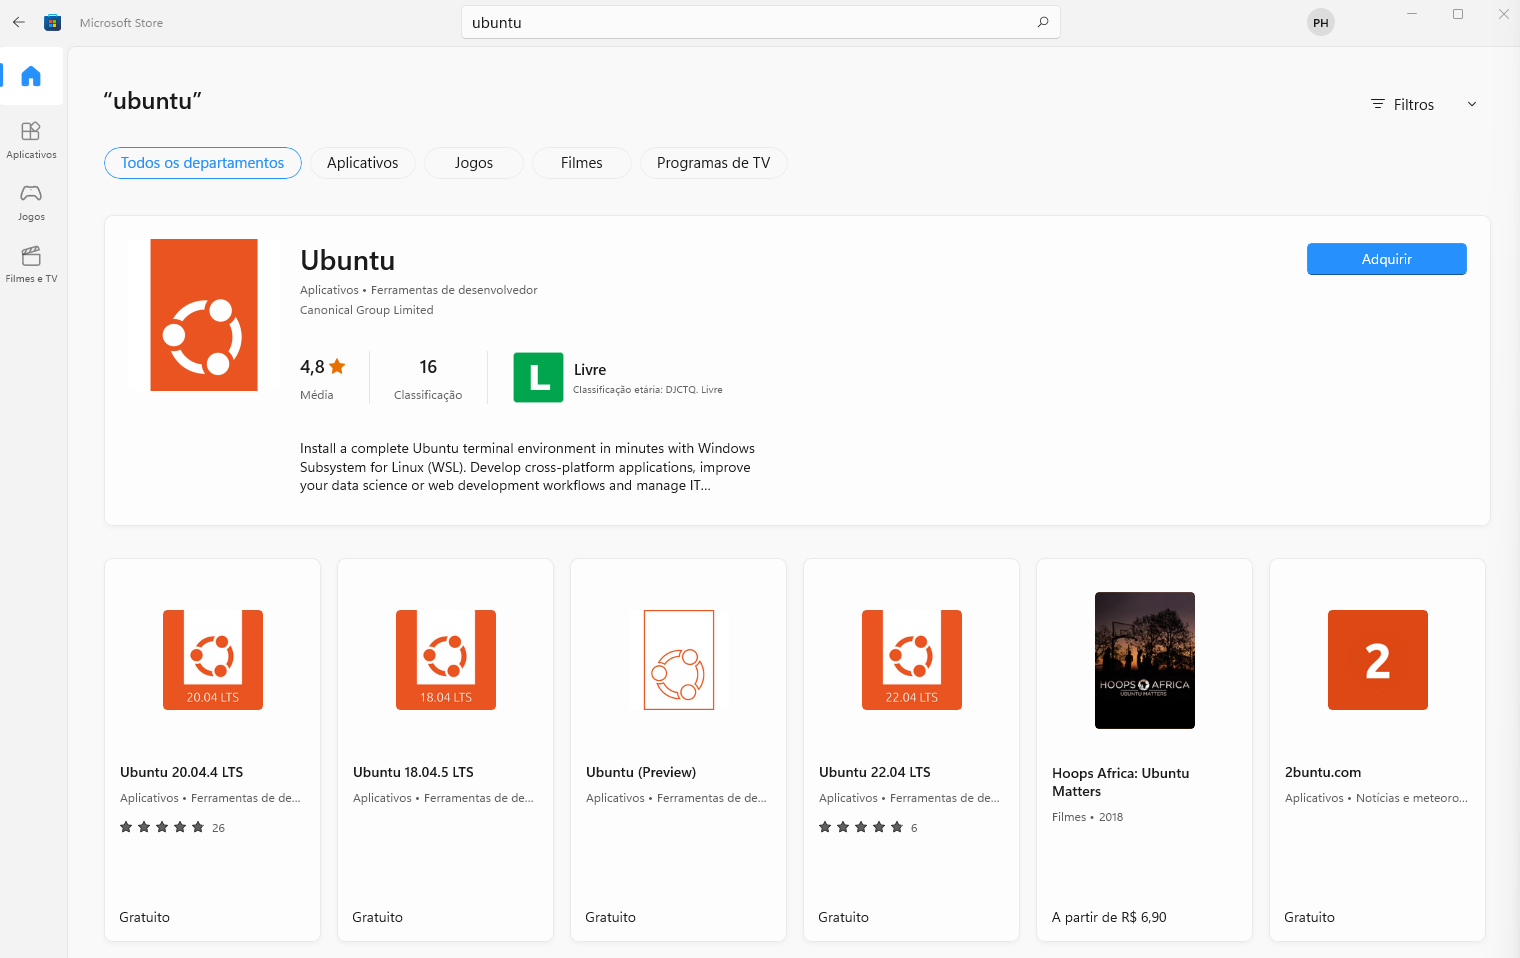 Microsoft Store
ubuntu
PH
Aplicativos
Jogos
Filmes e TV
“ubuntu”
Filtros
Todos os departamentos
Aplicativos
Jogos
Filmes
Programas de TV
Ubuntu
Adquirir
Aplicativos • Ferramentas de desenvolvedor
Canonical Group Limited
4,8
Média
16
Classificação
L
Livre
Classificação etária: DJCTQ. Livre
Install a complete Ubuntu terminal environment in minutes with Windows
Subsystem for Linux (WSL). Develop cross-platform applications, improve
your data science or web development workflows and manage IT...
20.04 LTS
Ubuntu 20.04.4 LTS
Aplicativos • Ferramentas de de...
26
Gratuito
18.04 LTS
Ubuntu 18.04.5 LTS
Aplicativos • Ferramentas de de...
Gratuito
Ubuntu (Preview)
Aplicativos • Ferramentas de de...
Gratuito
22.04 LTS
Ubuntu 22.04 LTS
Aplicativos • Ferramentas de de...
6
Gratuito
HOOPS AFRICA
UBUNTU MATTERS
Hoops Africa: Ubuntu
Matters
Filmes • 2018
A partir de R$ 6,90
2
2buntu.com
Aplicativos • Notícias e meteoro...
Gratuito